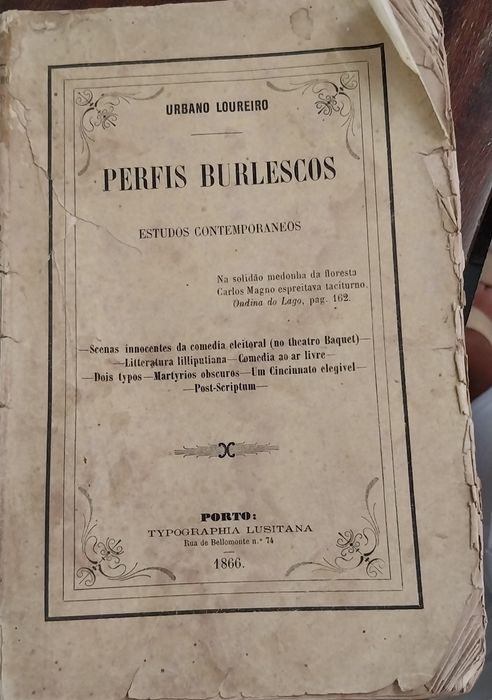 URBANO LOUREIRO
PERFIS BURLESCOS
ESTUDOS CONTEMPORANEOS
Na solidão medonha da floresta
Carlos Magno espreitava taciturno.
Ondina do Lago, pag. 162.
—Scenas innocentes da comedia eleitoral (no theatro Baquet)—
—Litteratura lilliputiana—Comedia ao ar livre—
—Dois typos—Martyrios obscuros—Um Cincinnato elegivel—
—Post-Scriptum—
PORTO:
TYPOGRAPHIA LUSITANA
Rua de Bellomonte n.º 74
1866.